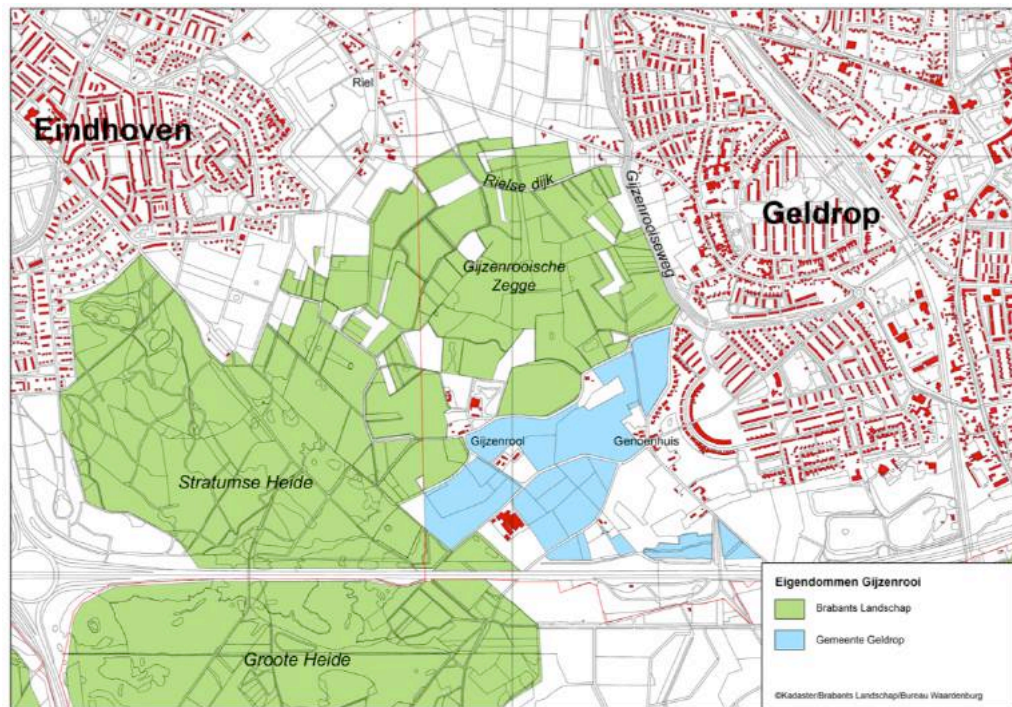 Riel
Eindhoven
Rielse dijk
Gijzenrooiseweg
Geldrop
Gijzenrooische
Zegge
Gijzenrooi
Genoenhuis
Stratumse Heide
Groote Heide
Eigendommen Gijzenrooi
Brabants Landschap
Gemeente Geldrop
©Kadaster/Brabants Landschap/Bureau Waardenburg